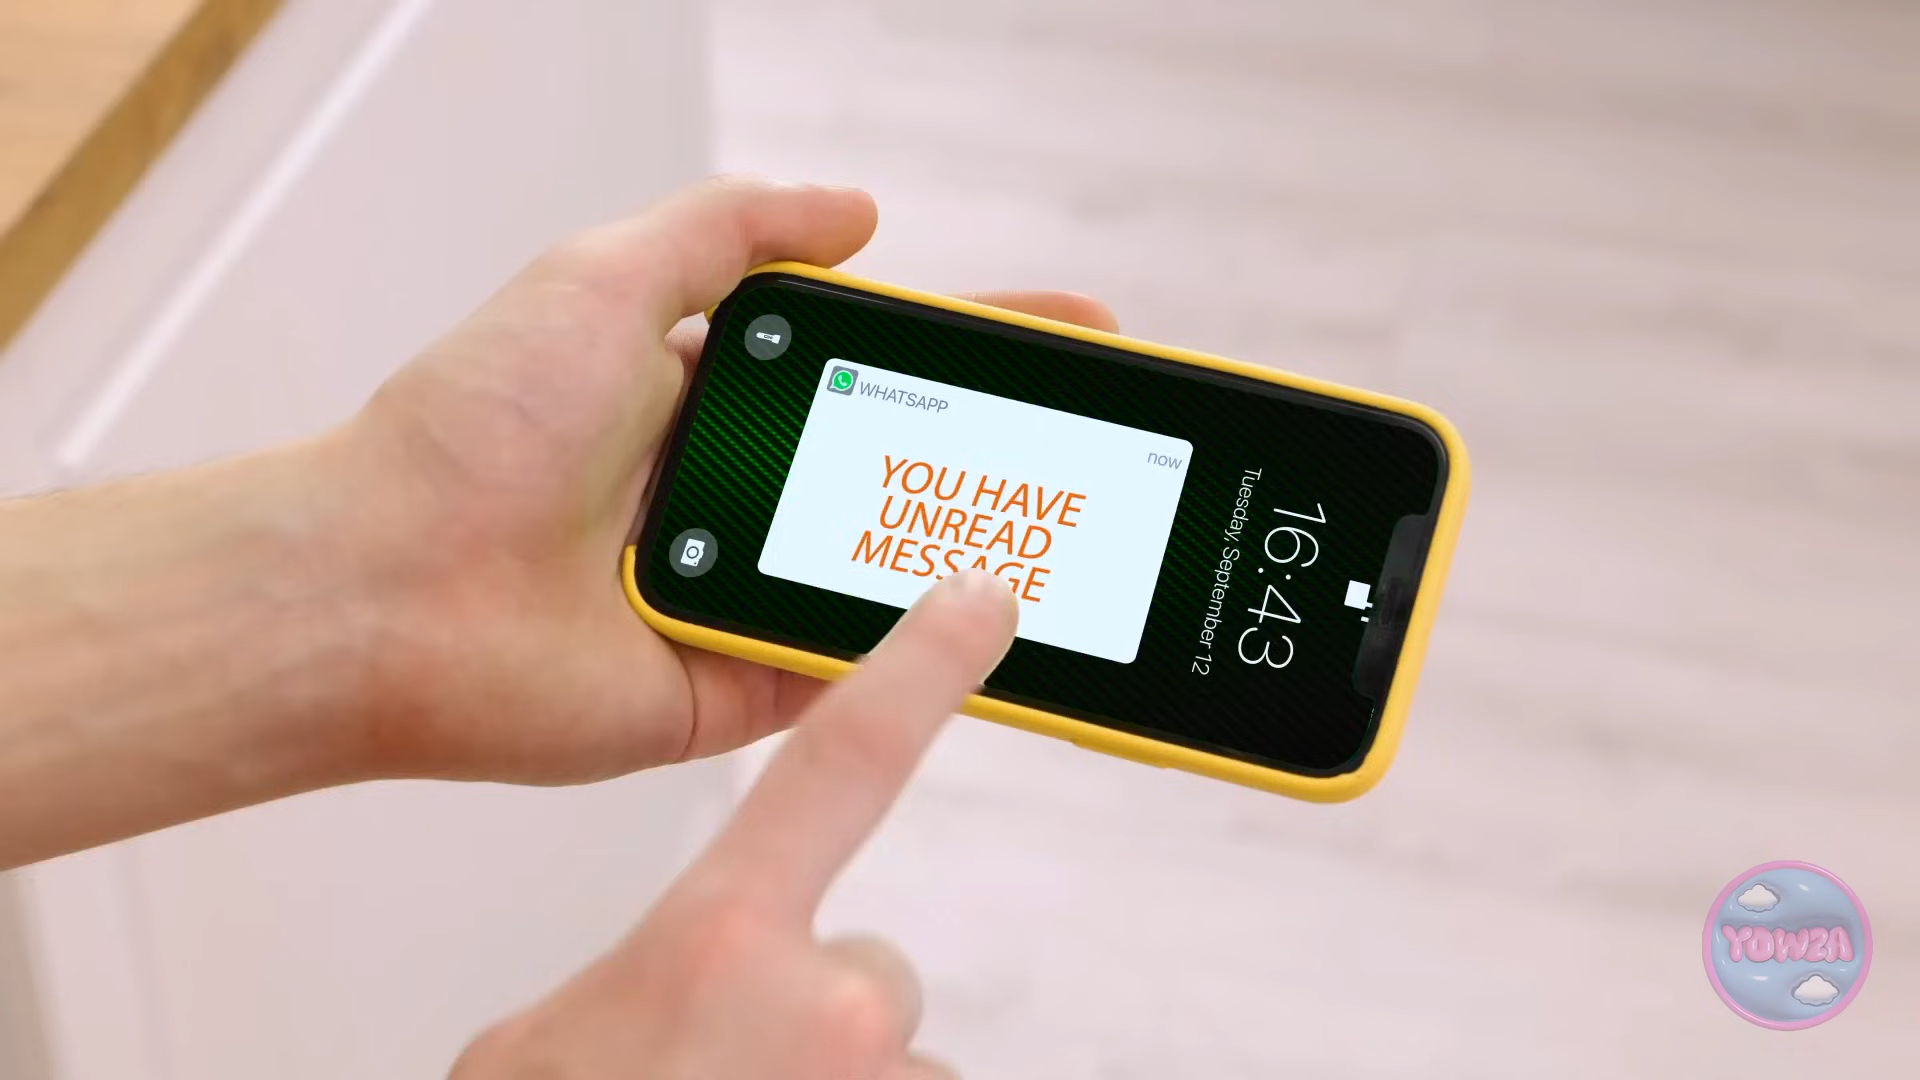 WHATSAPP
now
YOU HAVE
UNREAD
MESSAGE
16:43
Tuesday, September 12
YOWZA